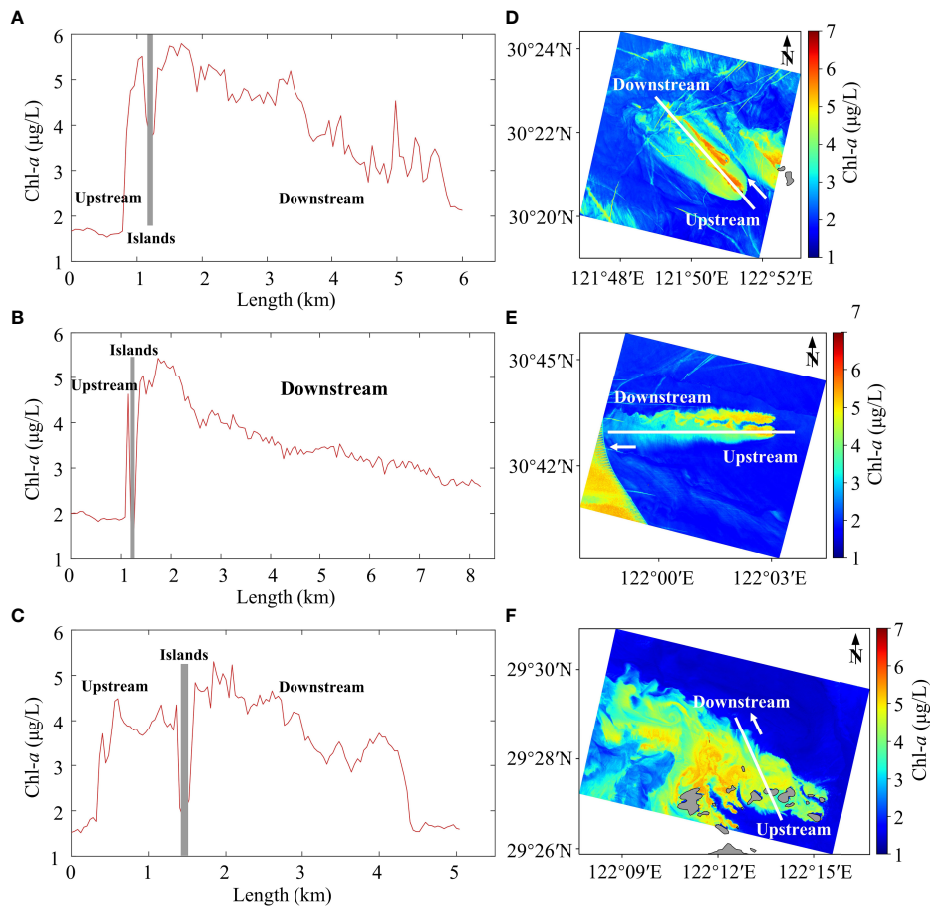 A
6
5
4
3
2
1
Chl-a (µg/L)
Upstream
Islands
Downstream
0 1 2 3 4 5 6
Length (km)
D
30°24′N
30°22′N
30°20′N
Downstream
Upstream
N
121°48′E 121°50′E 122°52′E
7
6
5
4
3
2
1
Chl-a (µg/L)
B
6
5
4
3
2
1
Chl-a (µg/L)
Islands
Upstream
Downstream
0 1 2 3 4 5 6 7 8
Length (km)
E
30°45′N
30°42′N
Downstream
Upstream
N
122°00′E 122°03′E
7
7
6
5
4
3
2
1
Chl-a (µg/L)
C
6
5
4
3
2
1
Chl-a (µg/L)
Islands
Upstream
Downstream
0 1 2 3 4 5
Length (km)
F
29°30′N
29°28′N
29°26′N
Downstream
Upstream
N
122°09′E 122°12′E 122°15′E
7
6
5
4
3
2
1
Chl-a (µg/L)